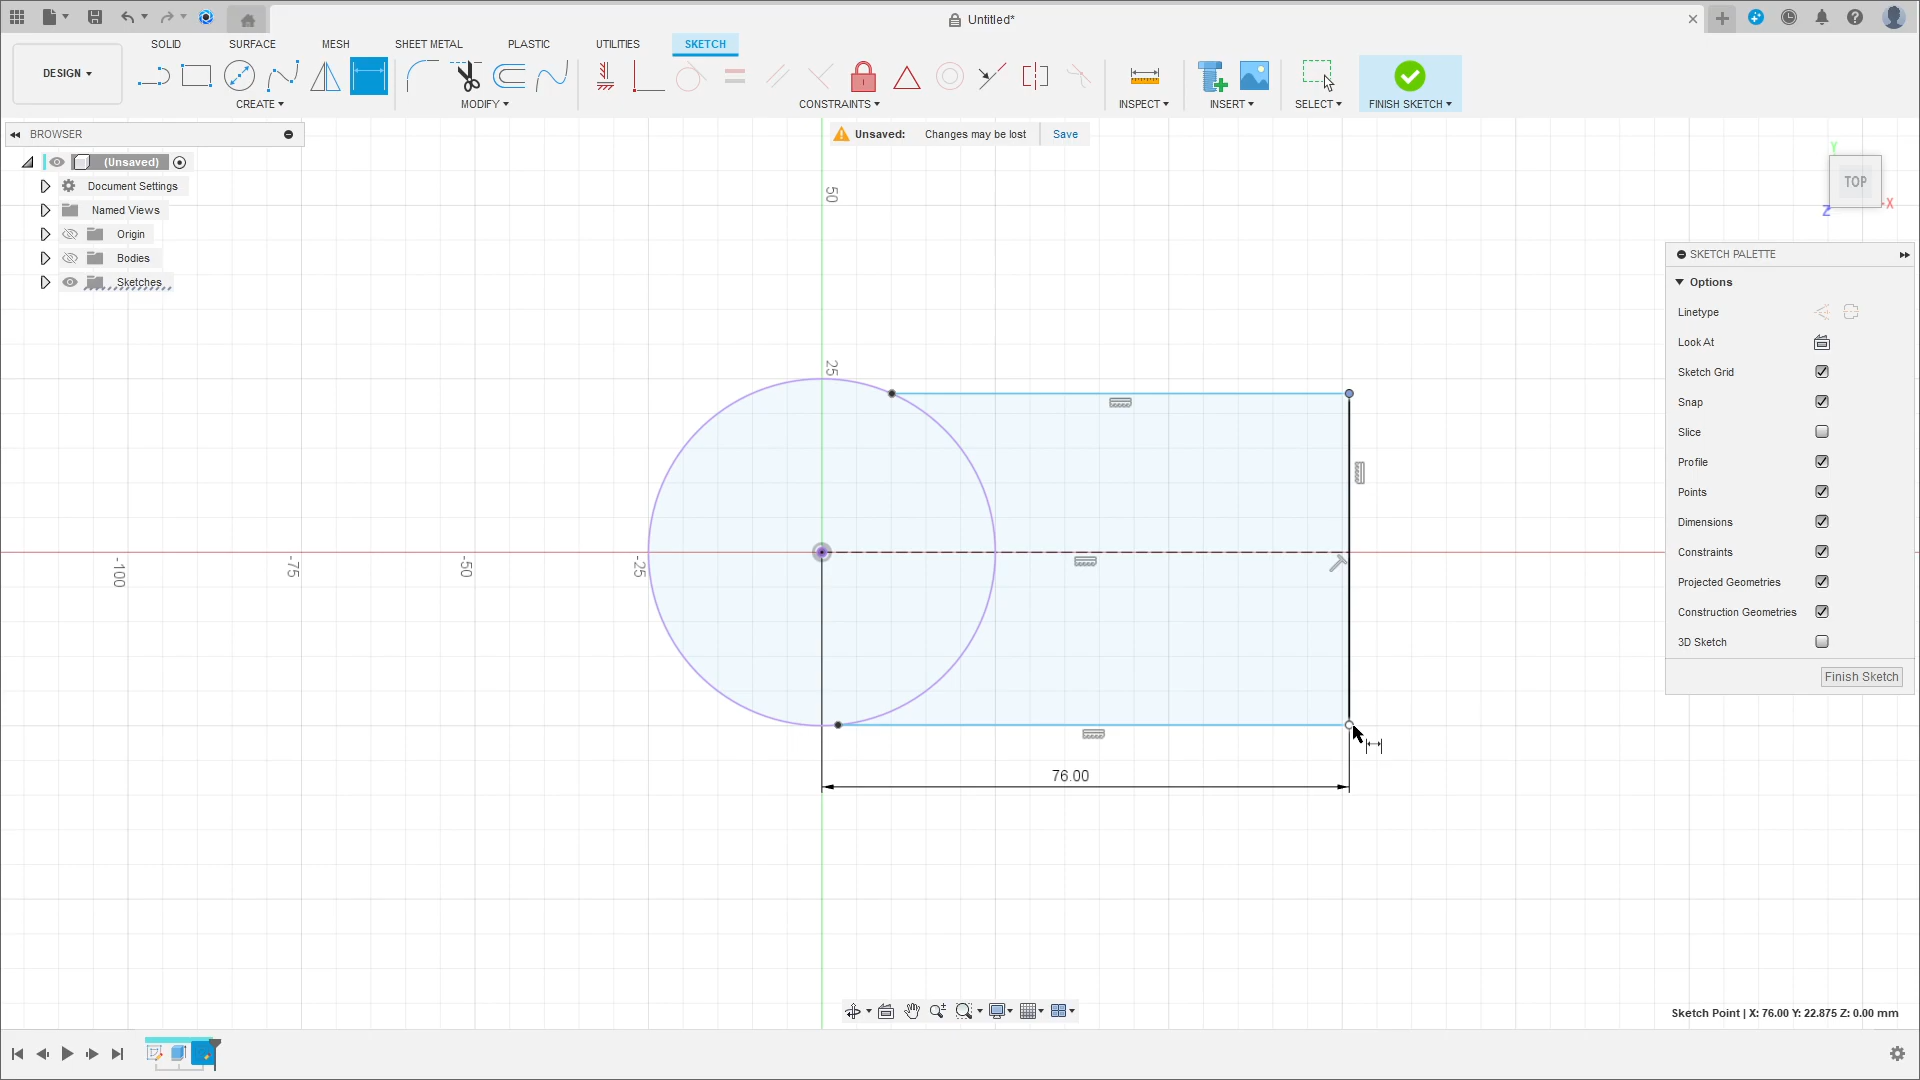 Untitled*
SOLID SURFACE MESH SHEET METAL PLASTIC UTILITIES SKETCH
DESIGN
CREATE MODIFY CONSTRAINTS INSPECT INSERT SELECT FINISH SKETCH
BROWSER
Unsaved: Changes may be lost Save
(Unsaved)
Document Settings
Named Views
Origin
Bodies
Sketches
Y
TOP
X
Z
50
25
-100
-75
-50
-25
76.00
SKETCH PALETTE
Options
Linetype
Look At
Sketch Grid
Snap
Slice
Profile
Points
Dimensions
Constraints
Projected Geometries
Construction Geometries
3D Sketch
Finish Sketch
Sketch Point | X: 76.00 Y: 22.875 Z: 0.00 mm